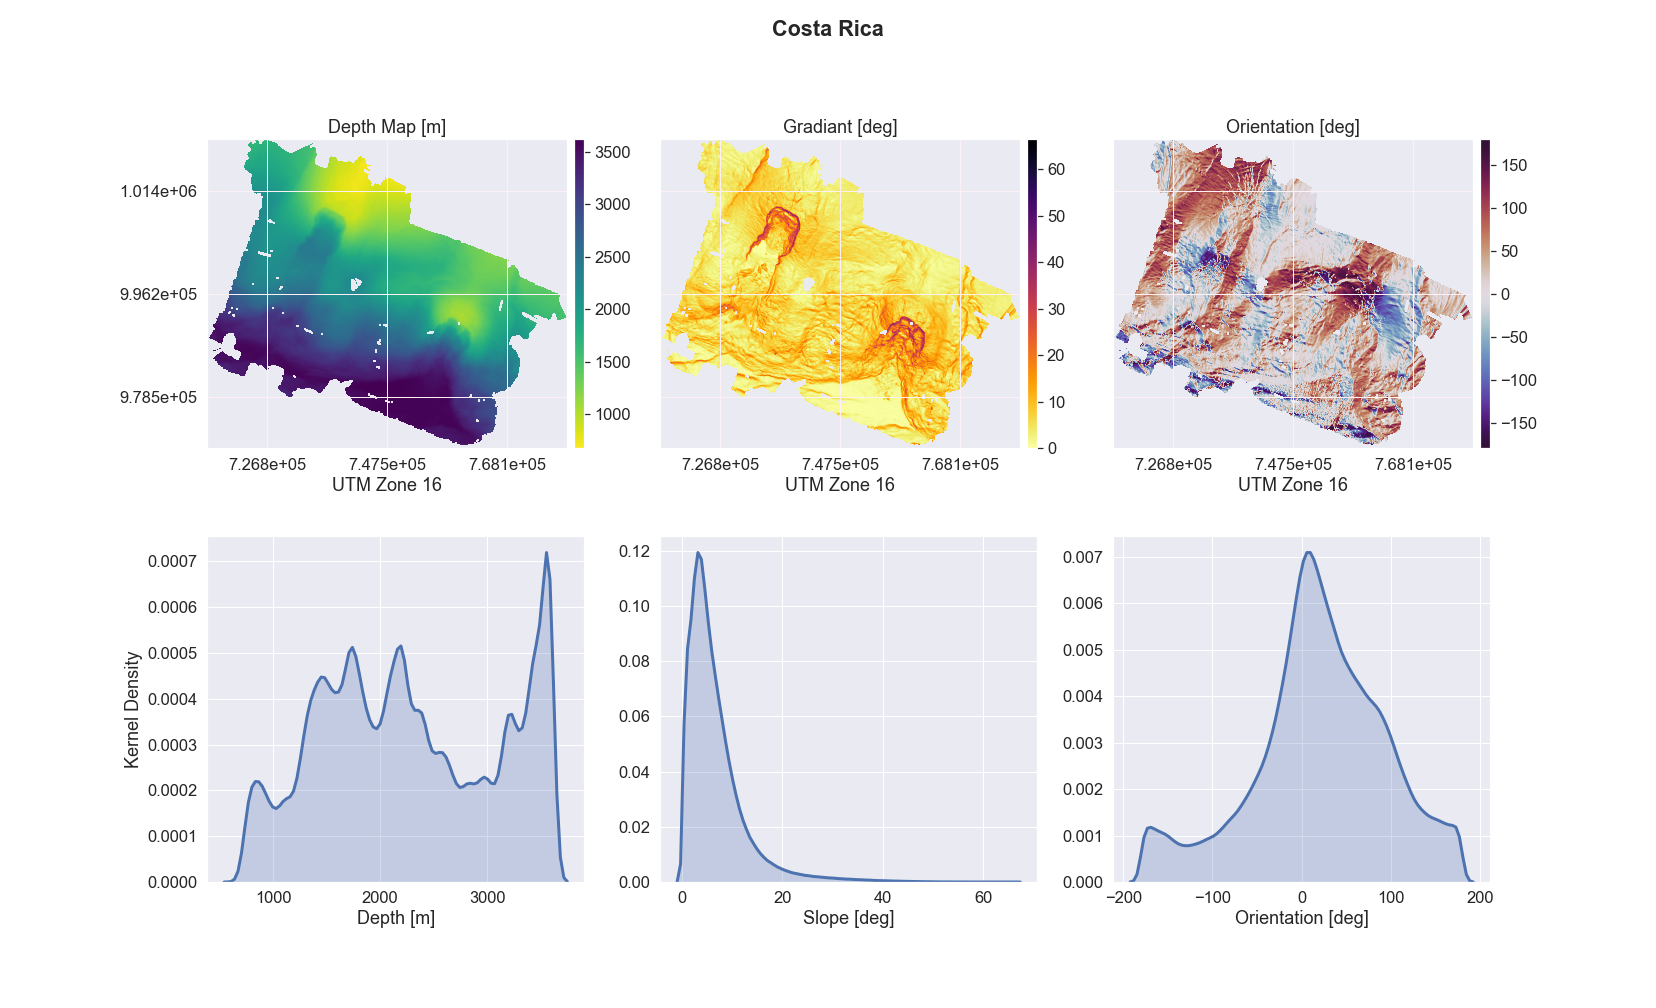 Costa Rica
Depth Map [m]
1.014e+06
9.962e+05
9.785e+05
7.268e+05 7.475e+05 7.681e+05
UTM Zone 16
3500
3000
2500
2000
1500
1000
Gradiant [deg]
7.268e+05 7.475e+05 7.681e+05
UTM Zone 16
60
50
40
30
20
10
0
Orientation [deg]
7.268e+05 7.475e+05 7.681e+05
UTM Zone 16
150
100
50
0
−50
−100
−150
Kernel Density
0.0007
0.0006
0.0005
0.0004
0.0003
0.0002
0.0001
0.0000
1000 2000 3000
Depth [m]
0.12
0.10
0.08
0.06
0.04
0.02
0.00
0 20 40 60
Slope [deg]
0.007
0.006
0.005
0.004
0.003
0.002
0.001
0.000
−200 −100 0 100 200
Orientation [deg]